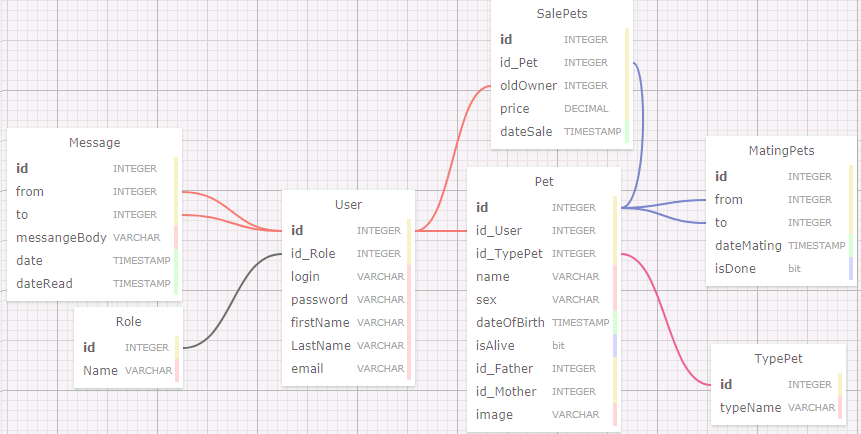 SalePets
id INTEGER
id_Pet INTEGER
oldOwner INTEGER
price DECIMAL
dateSale TIMESTAMP
Message
id INTEGER
from INTEGER
to INTEGER
messangeBody VARCHAR
date TIMESTAMP
dateRead TIMESTAMP
MatingPets
id INTEGER
from INTEGER
to INTEGER
dateMating TIMESTAMP
isDone bit
Pet
id INTEGER
id_User INTEGER
id_TypePet INTEGER
name VARCHAR
sex VARCHAR
dateOfBirth TIMESTAMP
isAlive bit
id_Father INTEGER
id_Mother INTEGER
image VARCHAR
User
id INTEGER
id_Role INTEGER
login VARCHAR
password VARCHAR
firstName VARCHAR
LastName VARCHAR
email VARCHAR
Role
id INTEGER
Name VARCHAR
TypePet
id INTEGER
typeName VARCHAR